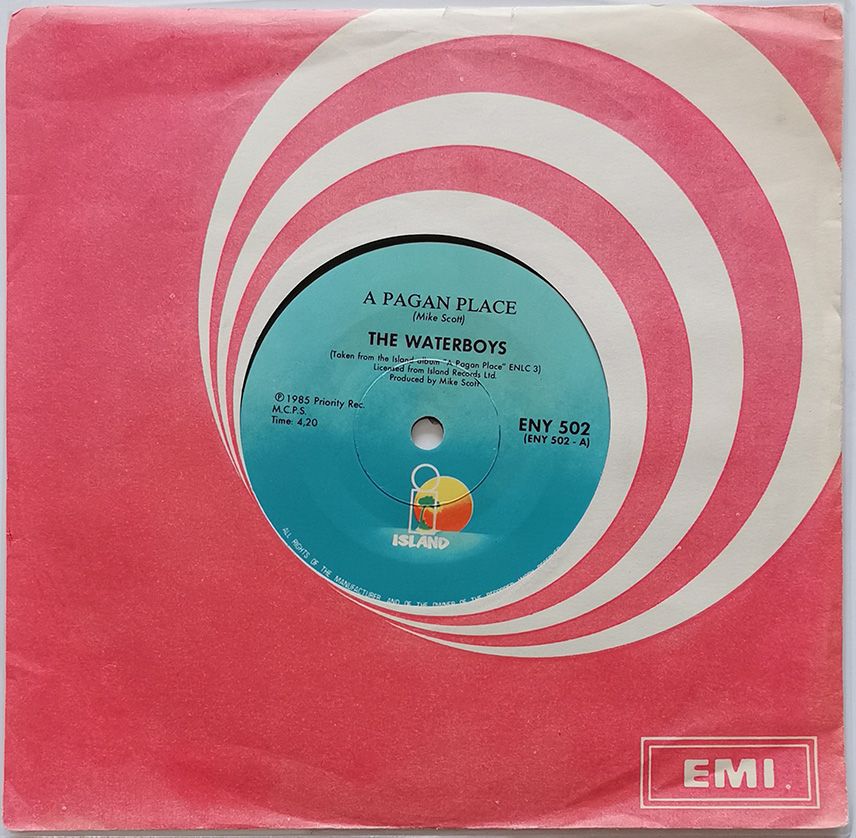 A PAGAN PLACE
(Mike Scott)
THE WATERBOYS
(Taken from the Island album "A Pagan Place" ENLC 3)
Licensed from Island Records Ltd.
Produced by Mike Scott
℗ 1985 Priority Rec.
M.C.P.S.
Time: 4,20
ENY 502
(ENY 502 - A)
ISLAND
ALL RIGHTS OF THE MANUFACTURER AND OF THE OWNER OF THE RECORDED
EMI